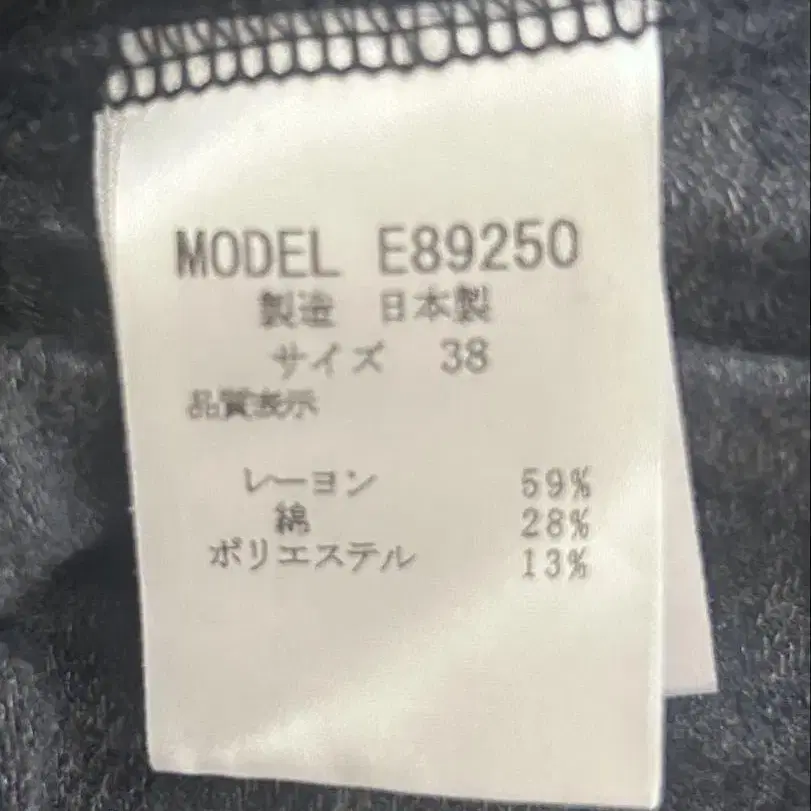 MODEL E89250
製造 日本製
サイズ 38
品質表示
レーヨン 59%
綿 28%
ポリエステル 13%